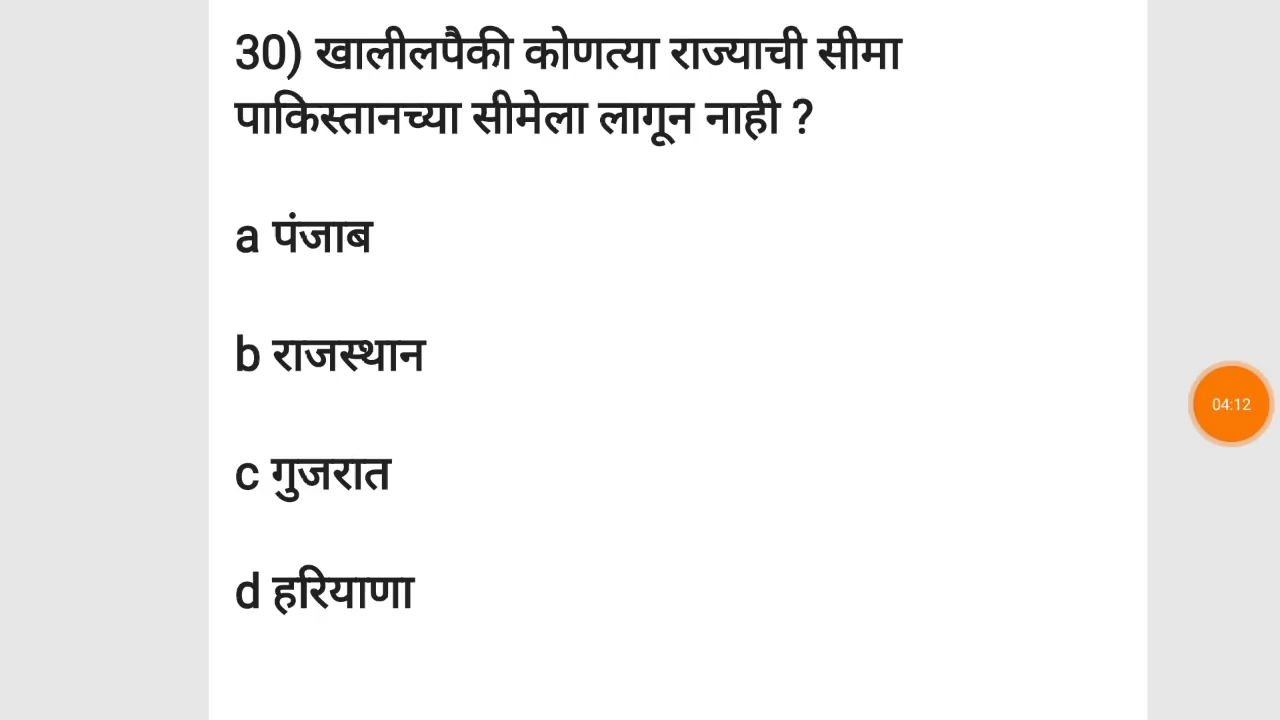 30) खालीलपैकी कोणत्या राज्याची सीमा
पाकिस्तानच्या सीमेला लागून नाही ?
a पंजाब
b राजस्थान
c गुजरात
d हरियाणा
04:12